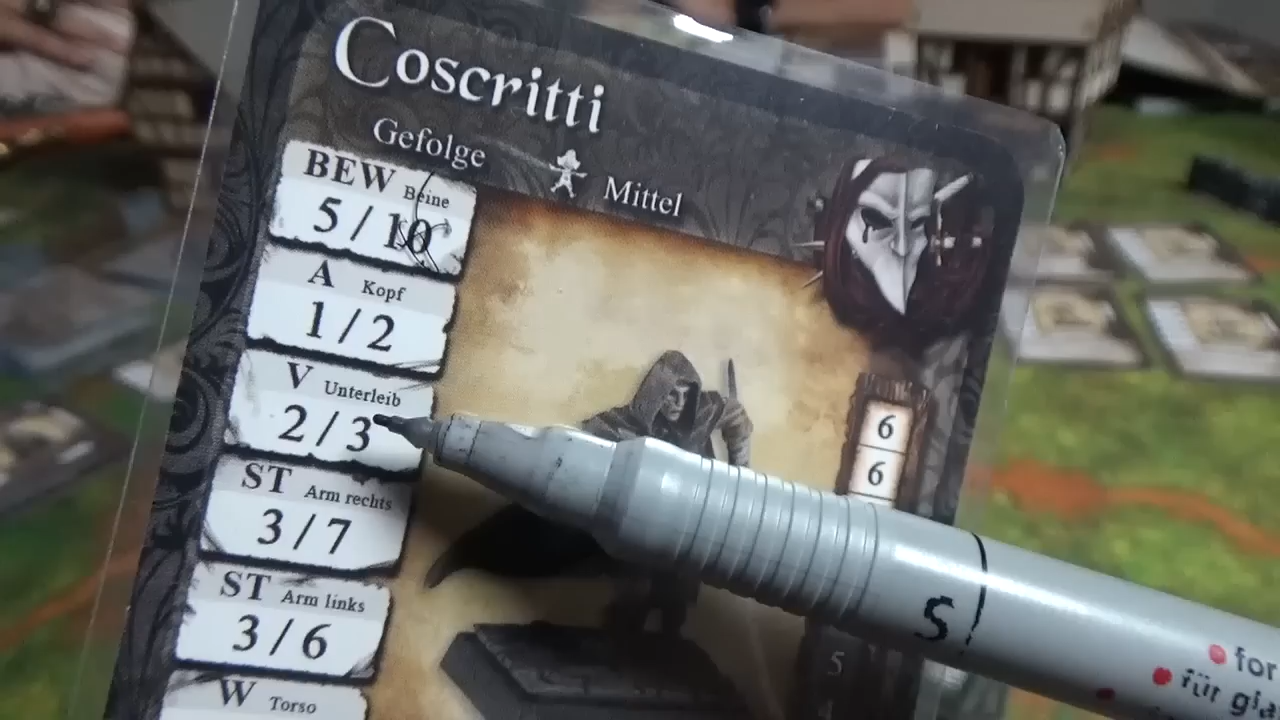 Coscritti
Gefolge Mittel
BEW Beine
5 / 10
A Kopf
1 / 2
V Unterleib
2 / 3
ST Arm rechts
3 / 7
ST Arm links
3 / 6
W Torso
6
6
5
S
for
für gla